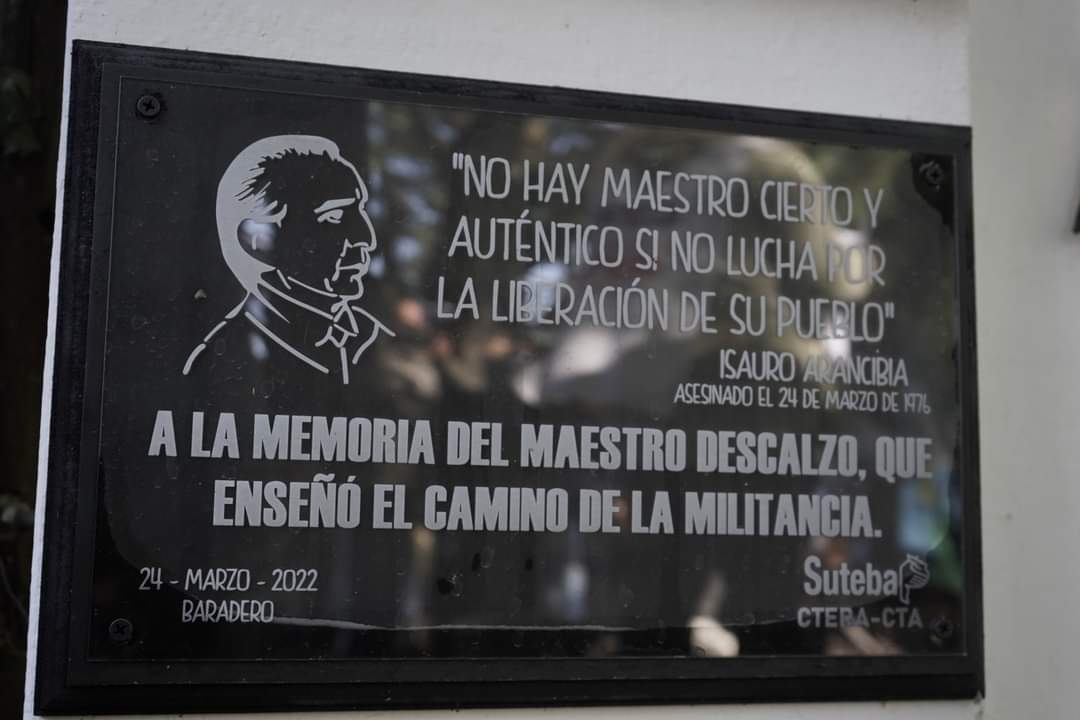 "NO HAY MAESTRO CIERTO Y
AUTÉNTICO SI NO LUCHA POR
LA LIBERACIÓN DE SU PUEBLO"
ISAURO ARANCIBIA
ASESINADO EL 24 DE MARZO DE 1976
A LA MEMORIA DEL MAESTRO DESCALZO, QUE
ENSEÑÓ EL CAMINO DE LA MILITANCIA.
24 - MARZO - 2022
BARADERO
Suteba
CTERA-CTA